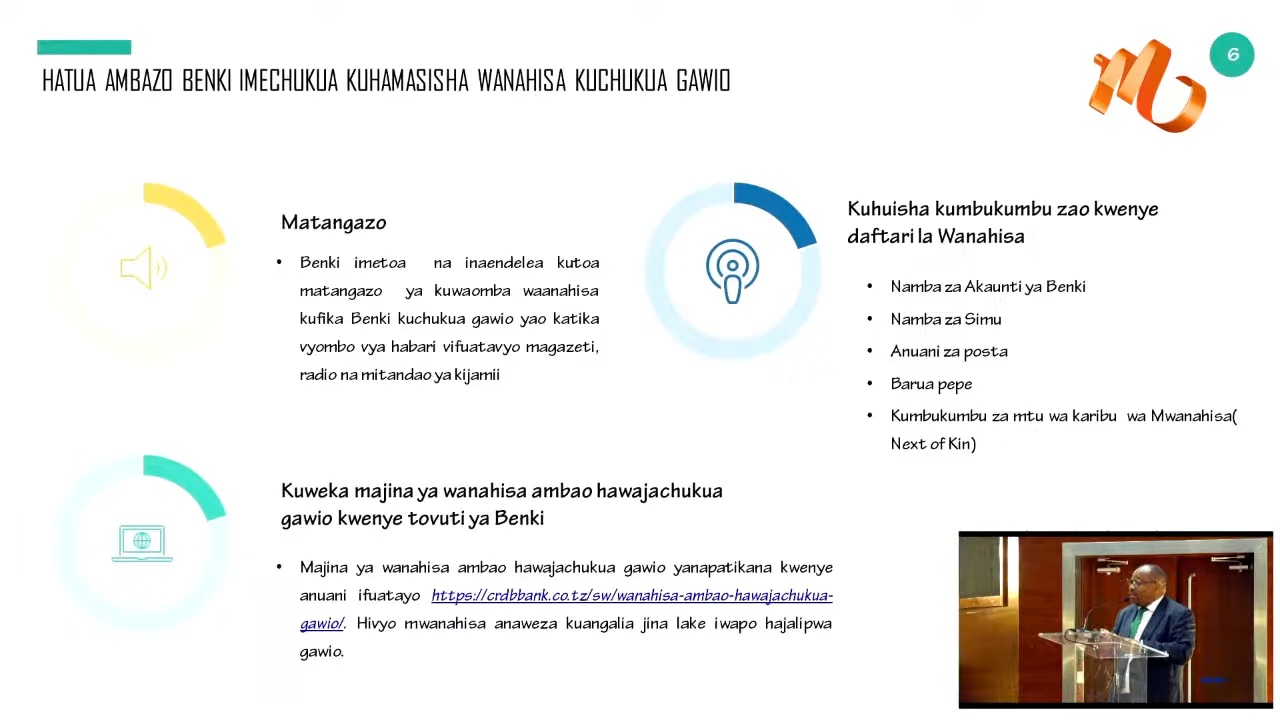 6
HATUA AMBAZO BENKI IMECHUKUA KUHAMASISHA WANAHISA KUCHUKUA GAWIO
Matangazo
• Benki imetoa na inaendelea kutoa
matangazo ya kuwaomba waanahisa
kufika Benki kuchukua gawio yao katika
vyombo vya habari vifuatavyo magazeti,
radio na mitandao ya kijamii
Kuhuisha kumbukumbu zao kwenye
daftari la Wanahisa
• Namba za Akaunti ya Benki
• Namba za Simu
• Anuani za posta
• Barua pepe
• Kumbukumbu za mtu wa karibu wa Mwanahisa(
Next of Kin)
Kuweka majina ya wanahisa ambao hawajachukua
gawio kwenye tovuti ya Benki
• Majina ya wanahisa ambao hawajachukua gawio yanapatikana kwenye
anuani ifuatayo https://crdbbank.co.tz/sw/wanahisa-ambao-hawajachukua-
gawio/. Hivyo mwanahisa anaweza kuangalia jina lake iwapo hajalipwa
gawio.